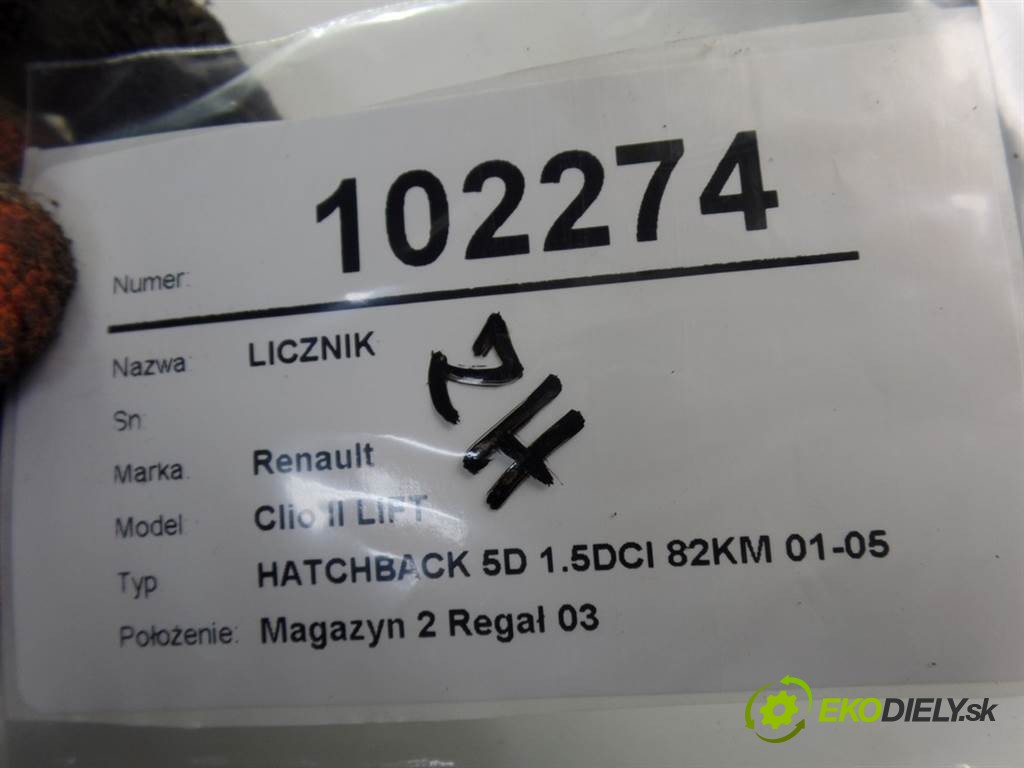 Numer: 102274
Nazwa: LICZNIK
Sn:
Marka: Renault
Model: Clio II LIFT
Typ HATCHBACK 5D 1.5DCI 82KM 01-05
Położenie: Magazyn 2 Regał 03
EKODIELY.sk